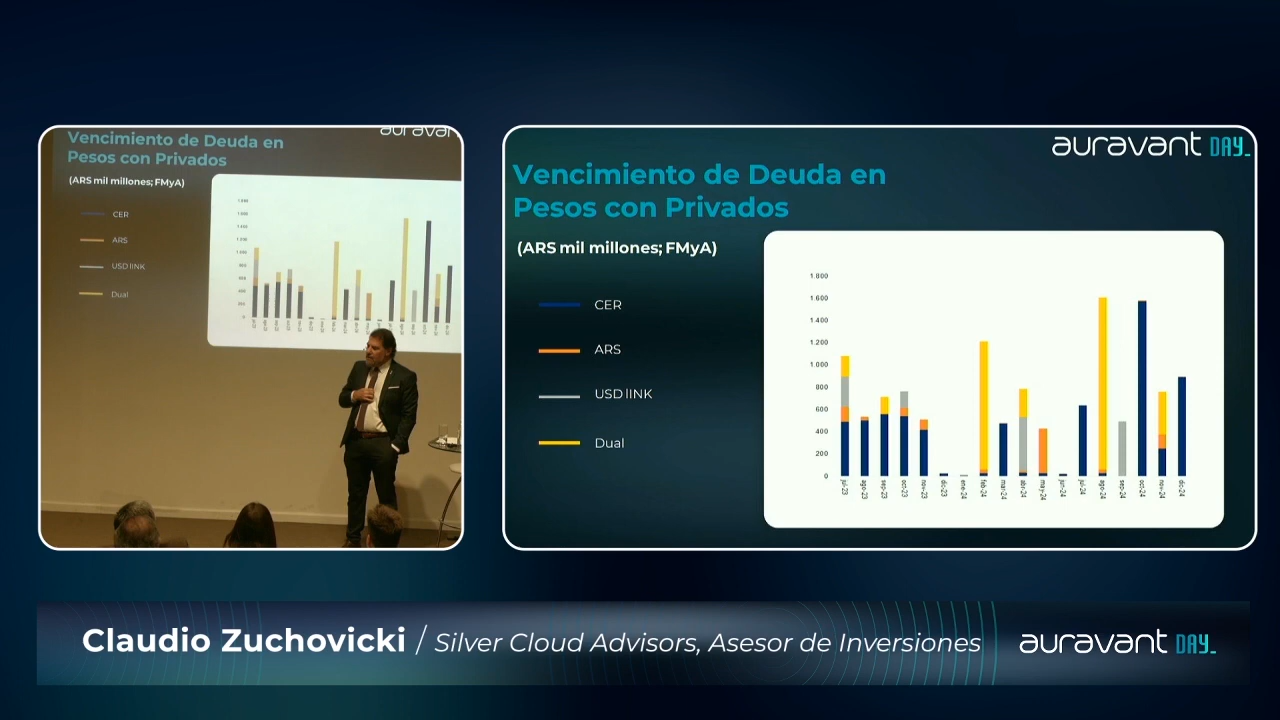 auravan
Vencimiento de Deuda en
Pesos con Privados
(ARS mil millones; FMyA)
CER
ARS
USD lINK
Dual
auravant DAY_
Vencimiento de Deuda en
Pesos con Privados
(ARS mil millones; FMyA)
CER
ARS
USD lINK
Dual
1.800
1.600
1.400
1.200
1.000
800
600
400
200
0
jul-23
ago-23
sep-23
oct-23
nov-23
dic-23
ene-24
feb-24
mar-24
abr-24
may-24
jun-24
jul-24
ago-24
sep-24
oct-24
nov-24
dic-24
Claudio Zuchovicki / Silver Cloud Advisors, Asesor de Inversiones
auravant DAY_